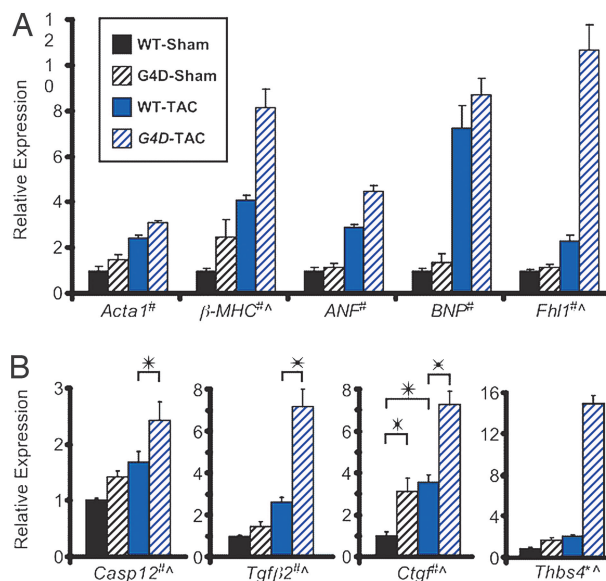 A
Relative Expression
12
10
8
6
4
2
0
WT-Sham
G4D-Sham
WT-TAC
G4D-TAC
Acta1# β-MHC#^ ANF# BNP# Fhl1#^
B
Relative Expression
3
2
1
0
Casp12#^
8
6
4
2
0
Tgfβ2#^
8
6
4
2
0
Ctgf#^
16
12
8
4
0
Thbs4*^